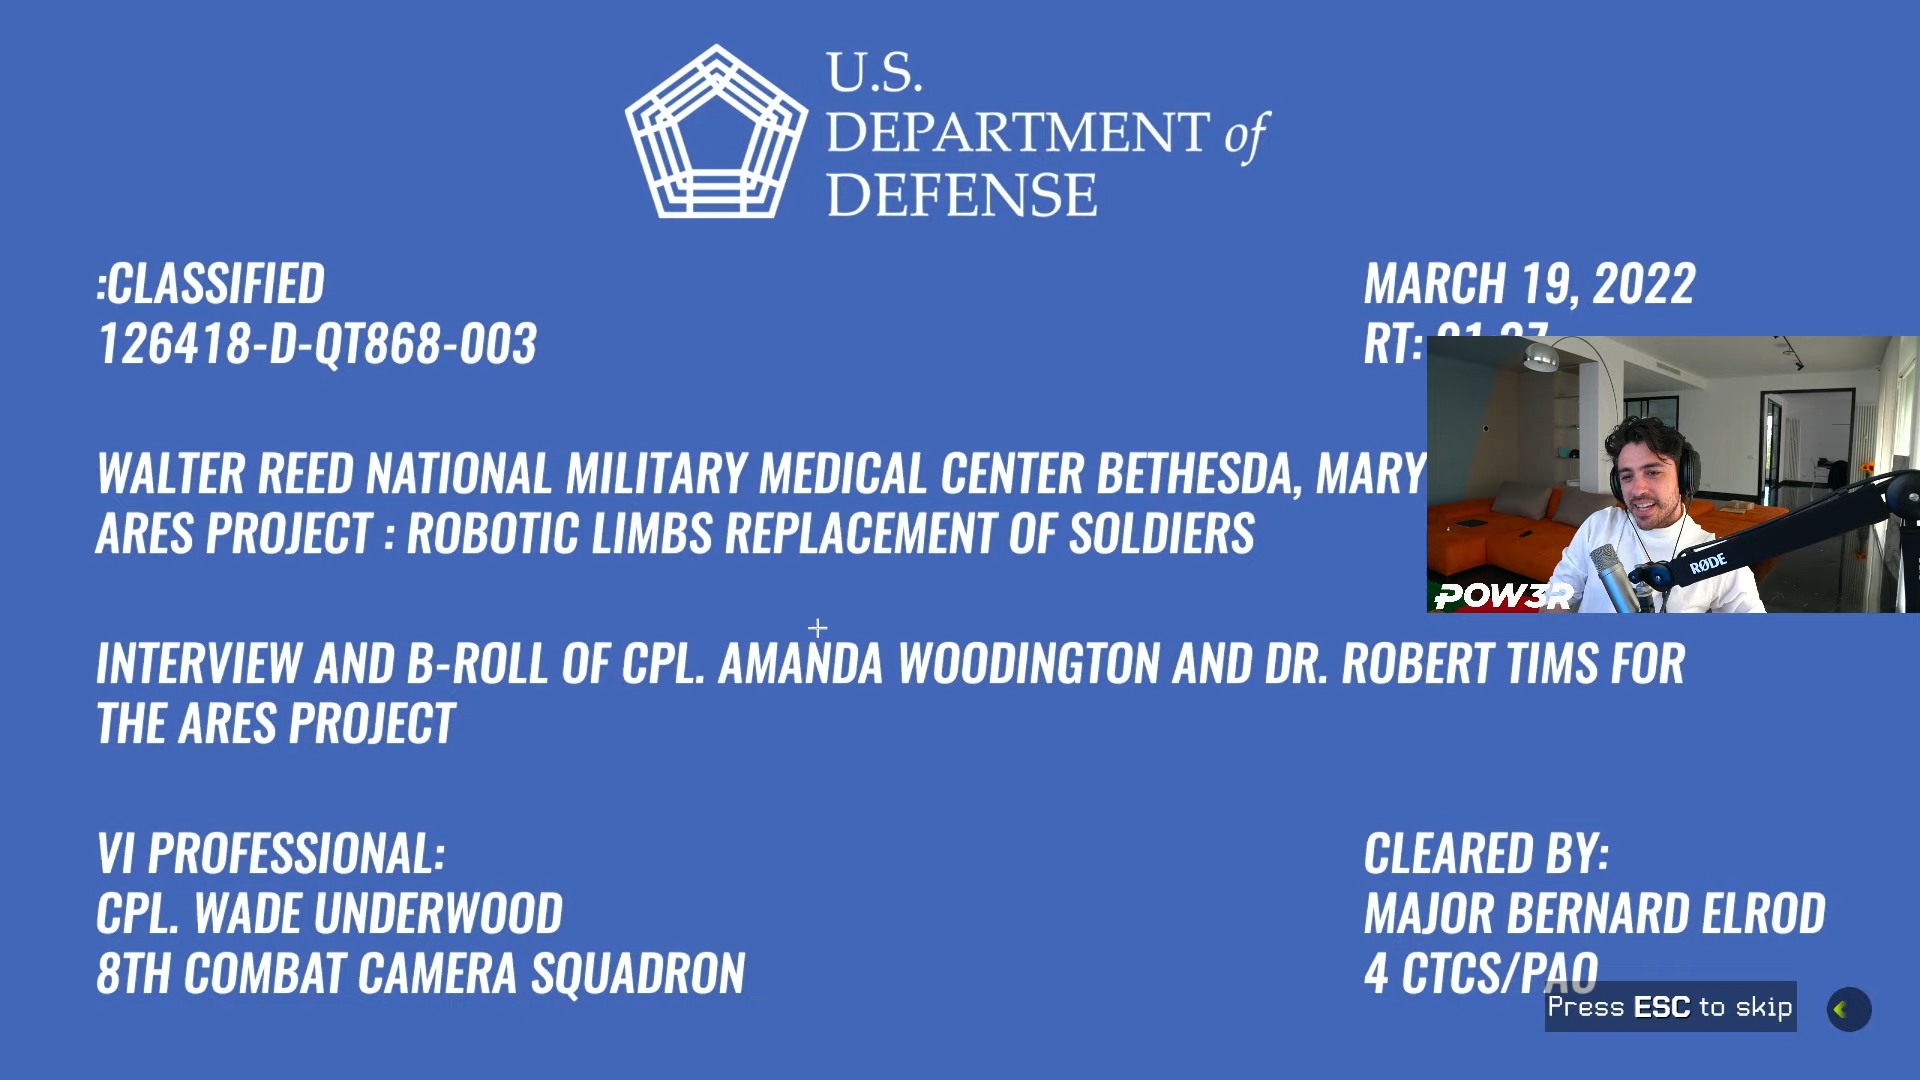 U.S.
DEPARTMENT of
DEFENSE
:CLASSIFIED
126418-D-QT868-003
MARCH 19, 2022
RT:
WALTER REED NATIONAL MILITARY MEDICAL CENTER BETHESDA, MARY
ARES PROJECT : ROBOTIC LIMBS REPLACEMENT OF SOLDIERS
RØDE
POW3R
INTERVIEW AND B-ROLL OF CPL. AMANDA WOODINGTON AND DR. ROBERT TIMS FOR
THE ARES PROJECT
VI PROFESSIONAL:
CPL. WADE UNDERWOOD
8TH COMBAT CAMERA SQUADRON
CLEARED BY:
MAJOR BERNARD ELROD
4 CTCS/PAO
Press ESC to skip